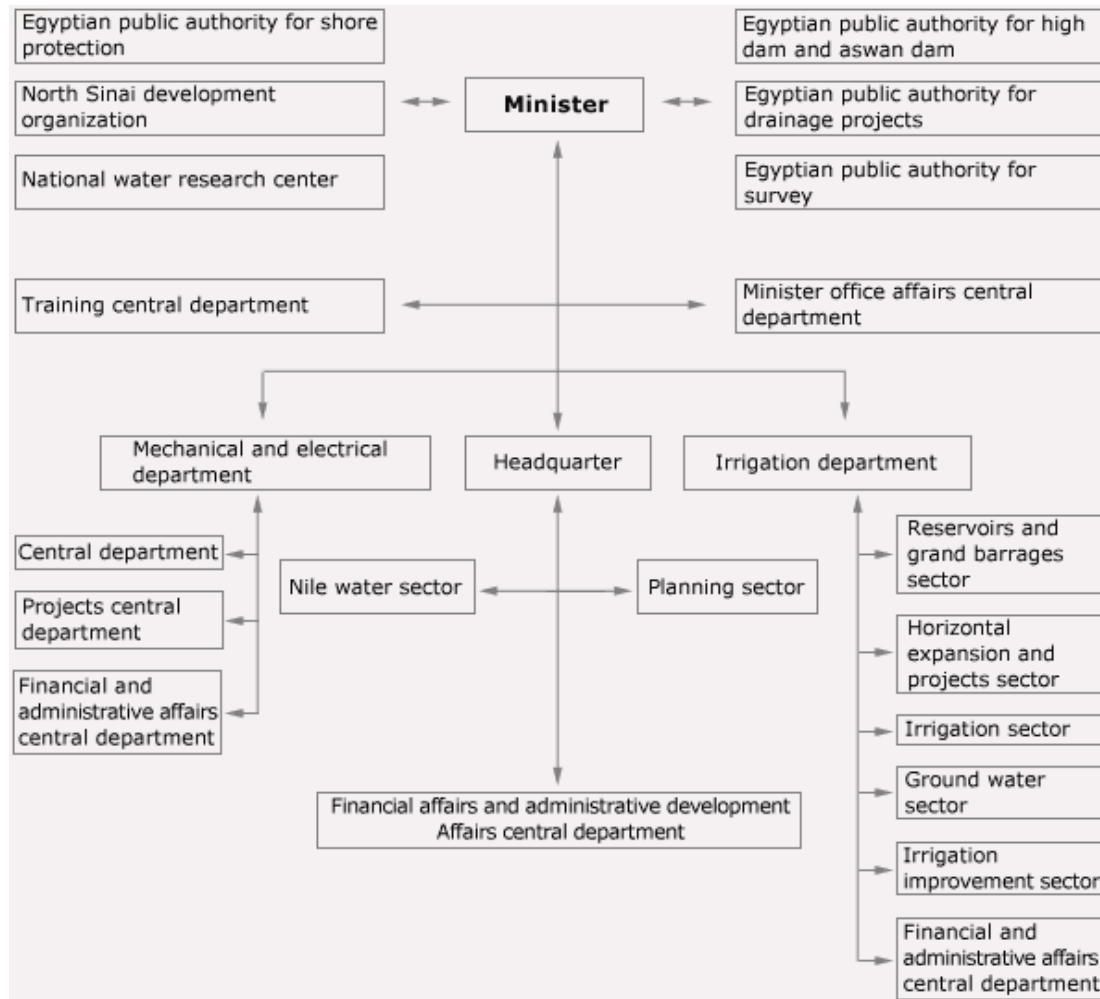 Egyptian public authority for shore
protection
Egyptian public authority for high
dam and aswan dam
North Sinai development
organization
Minister
Egyptian public authority for
drainage projects
National water research center
Egyptian public authority for
survey
Training central department
Minister office affairs central
department
Mechanical and electrical
department
Headquarter
Irrigation department
Central department
Projects central
department
Financial and
administrative affairs
central department
Nile water sector
Planning sector
Financial affairs and administrative development
Affairs central department
Reservoirs and
grand barrages
sector
Horizontal
expansion and
projects sector
Irrigation sector
Ground water
sector
Irrigation
improvement sector
Financial and
administrative affairs
central department